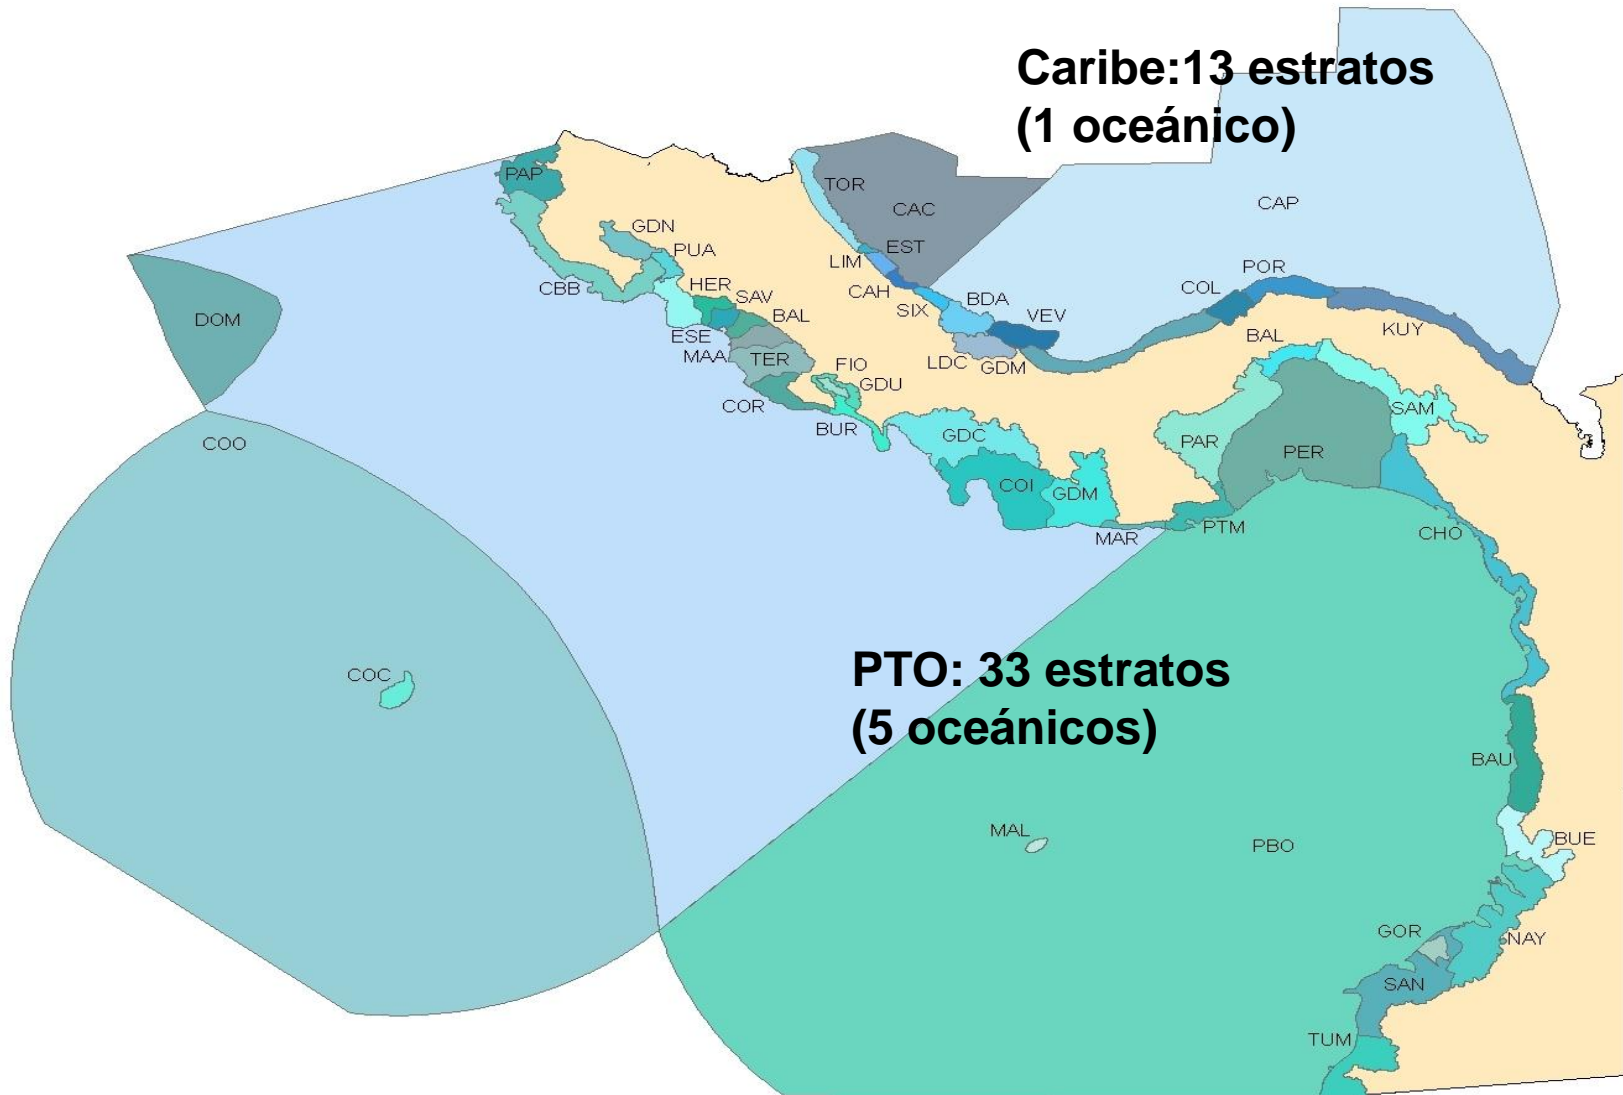 Caribe:13 estratos
(1 oceánico)
PAP
TOR
CAC
CAP
GDN
PUA
EST
LIM
POR
CBB
HER
SAV
CAH
COL
BDA
SIX
VEV
DOM
BAL
KUY
ESE
BAL
MAA
TER
LDC
GDM
FIO
GDU
COR
SAM
BUR
GDC
PAR
PER
COO
COI
GDM
MAR
PTM
CHO
PTO: 33 estratos
(5 oceánicos)
COC
BAU
MAL
PBO
BUE
GOR
NAY
SAN
TUM